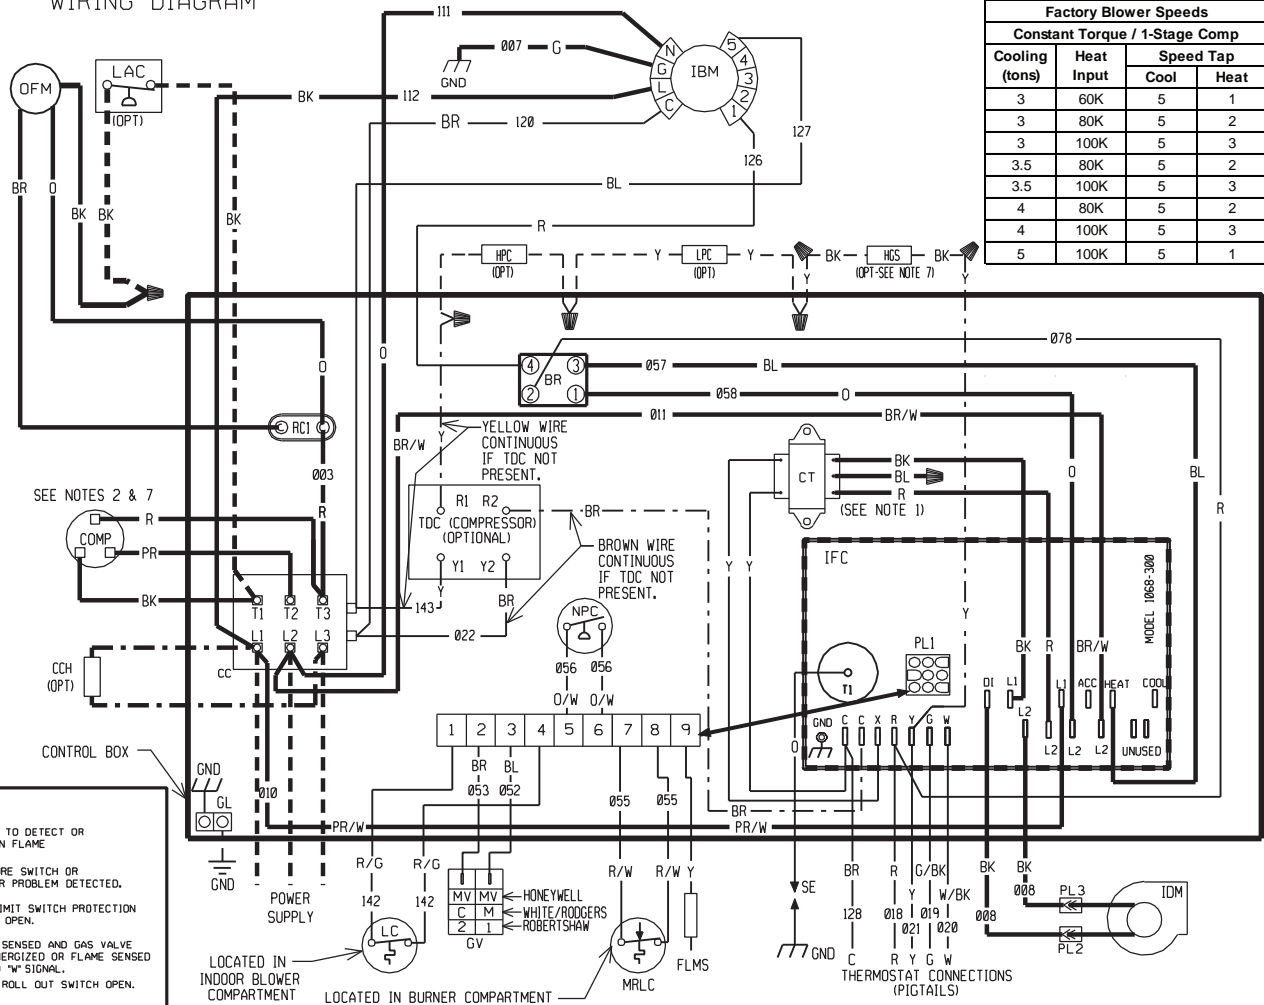 WIRING DIAGRAM
Factory Blower Speeds
Constant Torque / 1-Stage Comp
Cooling (tons) Heat Input Speed Tap
Cool Heat
3 60K 5 1
3 80K 5 2
3 100K 5 3
3.5 80K 5 2
3.5 100K 5 3
4 80K 5 2
4 100K 5 3
5 100K 5 1
111
007 G
GND
N
G
L
C
IBM
5
4
3
2
1
OFM
LAC
(OPT)
BK 112
BR 120
127
126
BR O
BK BK
BK
BL
R
HPC
(OPT)
Y
LPC
(OPT)
Y
BK HGS BK
(OPT-SEE NOTE 7)
Y
Y
Y
078
4 3
BR
2 1
057 BL
058 O
011 BR/W
O
O
RC1
BR/W
Y
YELLOW WIRE
CONTINUOUS
IF TDC NOT
PRESENT.
003
R
SEE NOTES 2 & 7
COMP
R
PR
BK
R1 R2
TDC (COMPRESSOR)
(OPTIONAL)
Y1 Y2
BR
Y
BR
BROWN WIRE
CONTINUOUS
IF TDC NOT
PRESENT.
CT
BK
BL
R
(SEE NOTE 1)
O
BL
R
IFC
MODEL 1068-300
Y Y
Y
T1 T2 T3
L1 L2 L3
CC
143
022
CCH
(OPT)
NPC
056 056
O/W O/W
PL1
T1
BK R BR/W
DI L1 L1 ACC HEAT COOL
L2 L2 L2 L2
UNUSED
GND
C C X R Y G W
1 2 3 4 5 6 7 8 9
CONTROL BOX
GND
GL
GND
010
BR BL
053 052
055 055
O
BR
PR/W PR/W
POWER
SUPPLY
R/G R/G
142 142
LC
LOCATED IN
INDOOR BLOWER
COMPARTMENT
MV MV HONEYWELL
C M WHITE/RODGERS
2 1 ROBERTSHAW
GV
R/W R/W Y
MRLC
FLMS
LOCATED IN BURNER COMPARTMENT
SE
GND
BR R Y G/BK W/BK
128 018 021 019 020
C R Y G W
THERMOSTAT CONNECTIONS
(PIGTAILS)
BK BK
008 008
PL3
PL2
IDM
TO DETECT OR
N FLAME
RE SWITCH OR
R PROBLEM DETECTED.
IMIT SWITCH PROTECTION
OPEN.
SENSED AND GAS VALVE
ERGIZED OR FLAME SENSED
"W" SIGNAL.
ROLL OUT SWITCH OPEN.